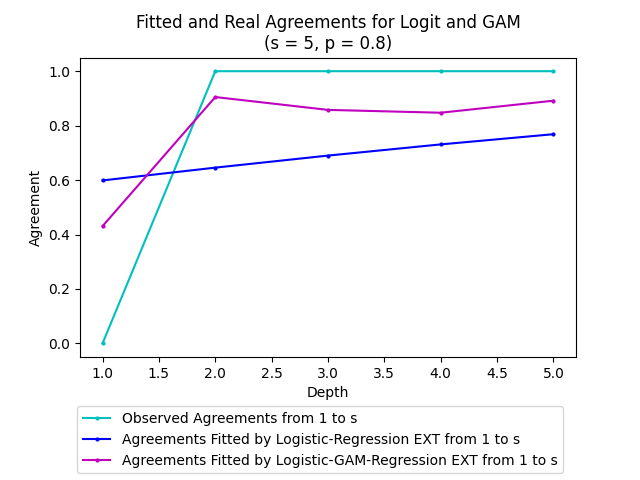 Fitted and Real Agreements for Logit and GAM
(s = 5, p = 0.8)
1.0
0.8
0.6
0.4
0.2
0.0
Agreement
1.0 1.5 2.0 2.5 3.0 3.5 4.0 4.5 5.0
Depth
Observed Agreements from 1 to s
Agreements Fitted by Logistic-Regression EXT from 1 to s
Agreements Fitted by Logistic-GAM-Regression EXT from 1 to s